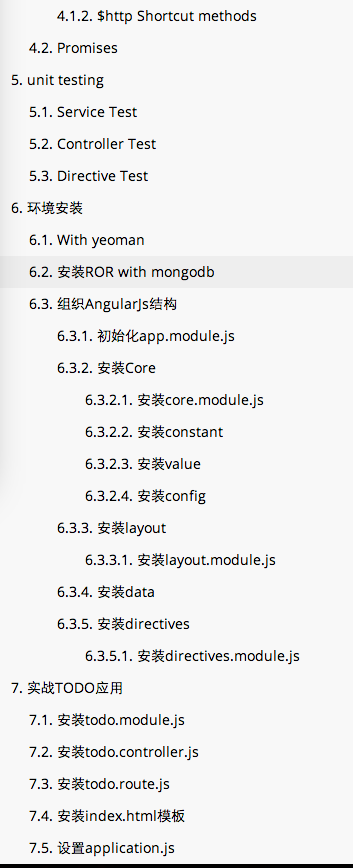 4.1.2. $http Shortcut methods
4.2. Promises
5. unit testing
5.1. Service Test
5.2. Controller Test
5.3. Directive Test
6. 环境安装
6.1. With yeoman
6.2. 安装ROR with mongodb
6.3. 组织AngularJs结构
6.3.1. 初始化app.module.js
6.3.2. 安装Core
6.3.2.1. 安装core.module.js
6.3.2.2. 安装constant
6.3.2.3. 安装value
6.3.2.4. 安装config
6.3.3. 安装layout
6.3.3.1. 安装layout.module.js
6.3.4. 安装data
6.3.5. 安装directives
6.3.5.1. 安装directives.module.js
7. 实战TODO应用
7.1. 安装todo.module.js
7.2. 安装todo.controller.js
7.3. 安装todo.route.js
7.4. 安装index.html模板
7.5. 设置application.js